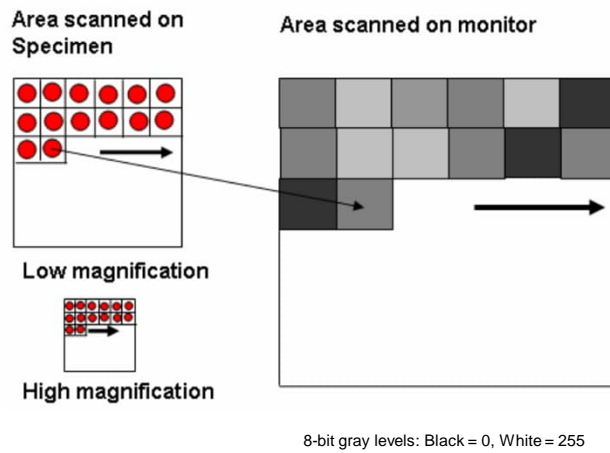 Area scanned on
Specimen
Area scanned on monitor
Low magnification
High magnification
8-bit gray levels: Black = 0, White = 255